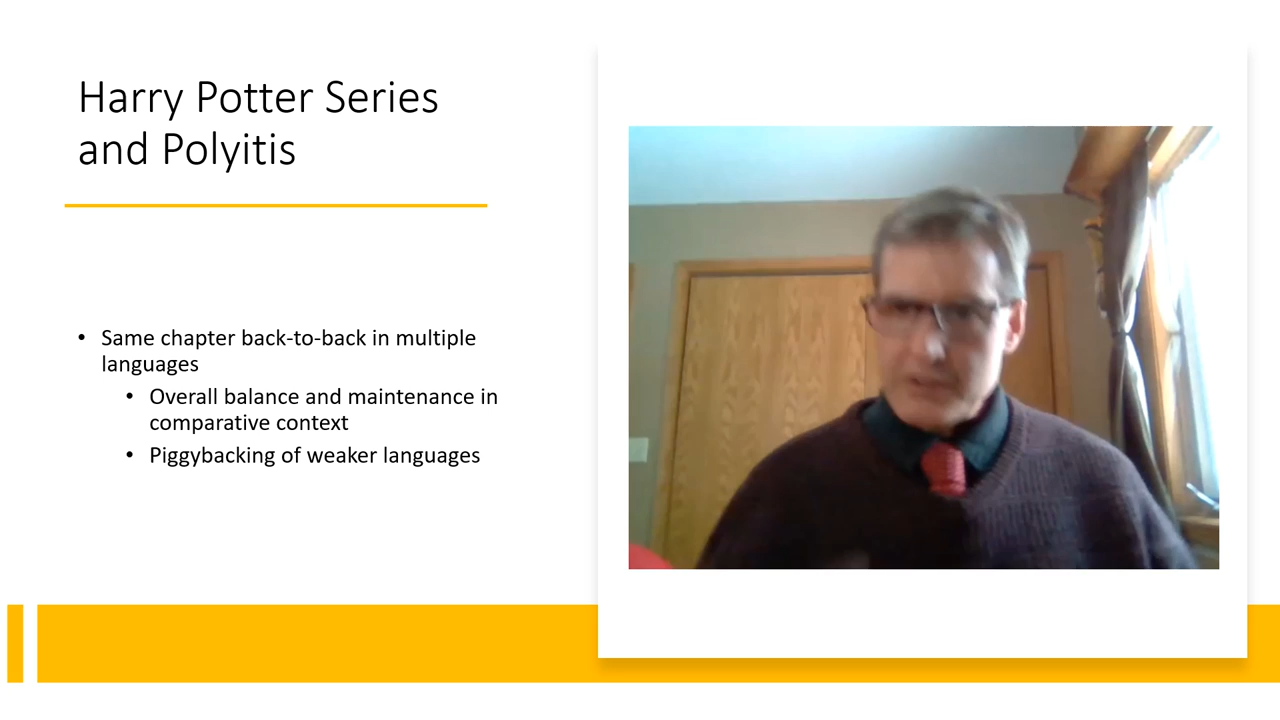 Harry Potter Series
and Polyitis
• Same chapter back-to-back in multiple
languages
• Overall balance and maintenance in
comparative context
• Piggybacking of weaker languages